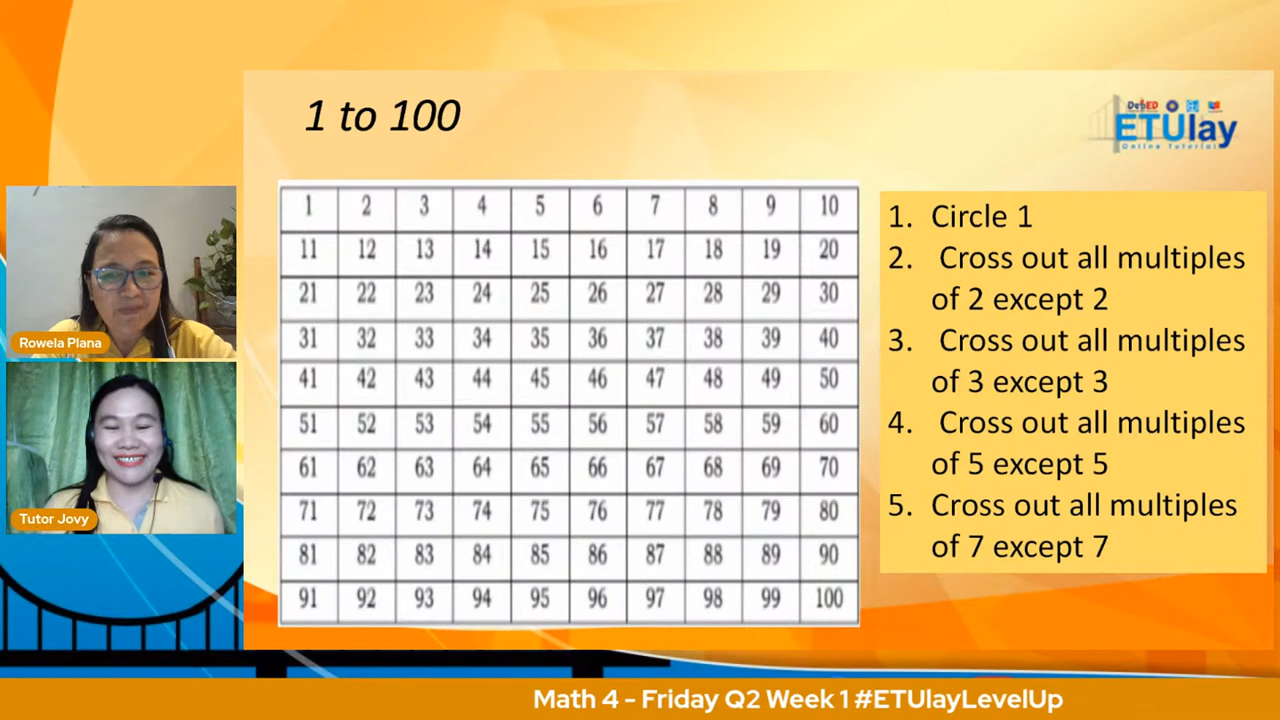 1 to 100
DepED
ETUlay
Online Tutorial
1 2 3 4 5 6 7 8 9 10
11 12 13 14 15 16 17 18 19 20
21 22 23 24 25 26 27 28 29 30
31 32 33 34 35 36 37 38 39 40
41 42 43 44 45 46 47 48 49 50
51 52 53 54 55 56 57 58 59 60
61 62 63 64 65 66 67 68 69 70
71 72 73 74 75 76 77 78 79 80
81 82 83 84 85 86 87 88 89 90
91 92 93 94 95 96 97 98 99 100
1. Circle 1
2. Cross out all multiples
of 2 except 2
3. Cross out all multiples
of 3 except 3
4. Cross out all multiples
of 5 except 5
5. Cross out all multiples
of 7 except 7
Rowela Plana
Tutor Jovy
Math 4 - Friday Q2 Week 1 #ETUlayLevelUp